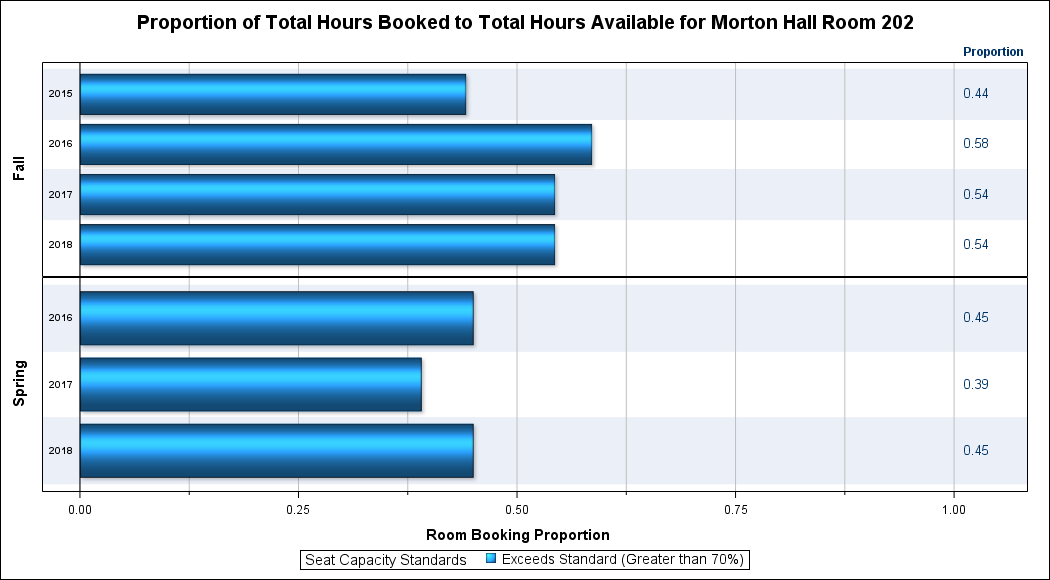 Proportion of Total Hours Booked to Total Hours Available for Morton Hall Room 202
Proportion
Fall
2015 0.44
2016 0.58
2017 0.54
2018 0.54
Spring
2016 0.45
2017 0.39
2018 0.45
0.00 0.25 0.50 0.75 1.00
Room Booking Proportion
Seat Capacity Standards Exceeds Standard (Greater than 70%)